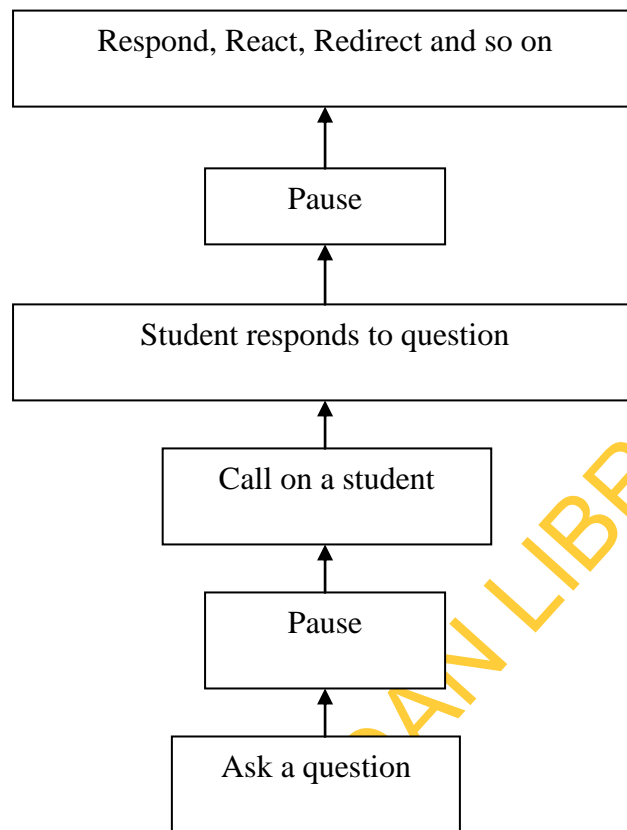 Respond, React, Redirect and so on
Pause
Student responds to question
Call on a student
Pause
Ask a question